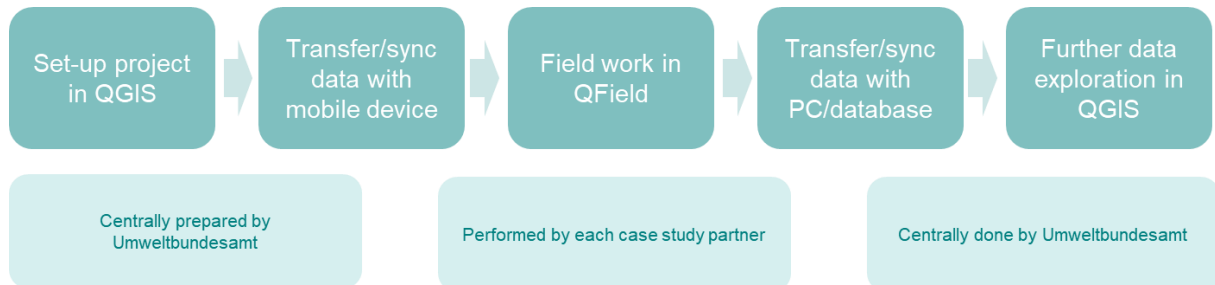 Set-up project
in QGIS
Transfer/sync
data with
mobile device
Field work in
QField
Transfer/sync
data with
PC/database
Further data
exploration in
QGIS
Centrally prepared by
Umweltbundesamt
Performed by each case study partner
Centrally done by Umweltbundesamt